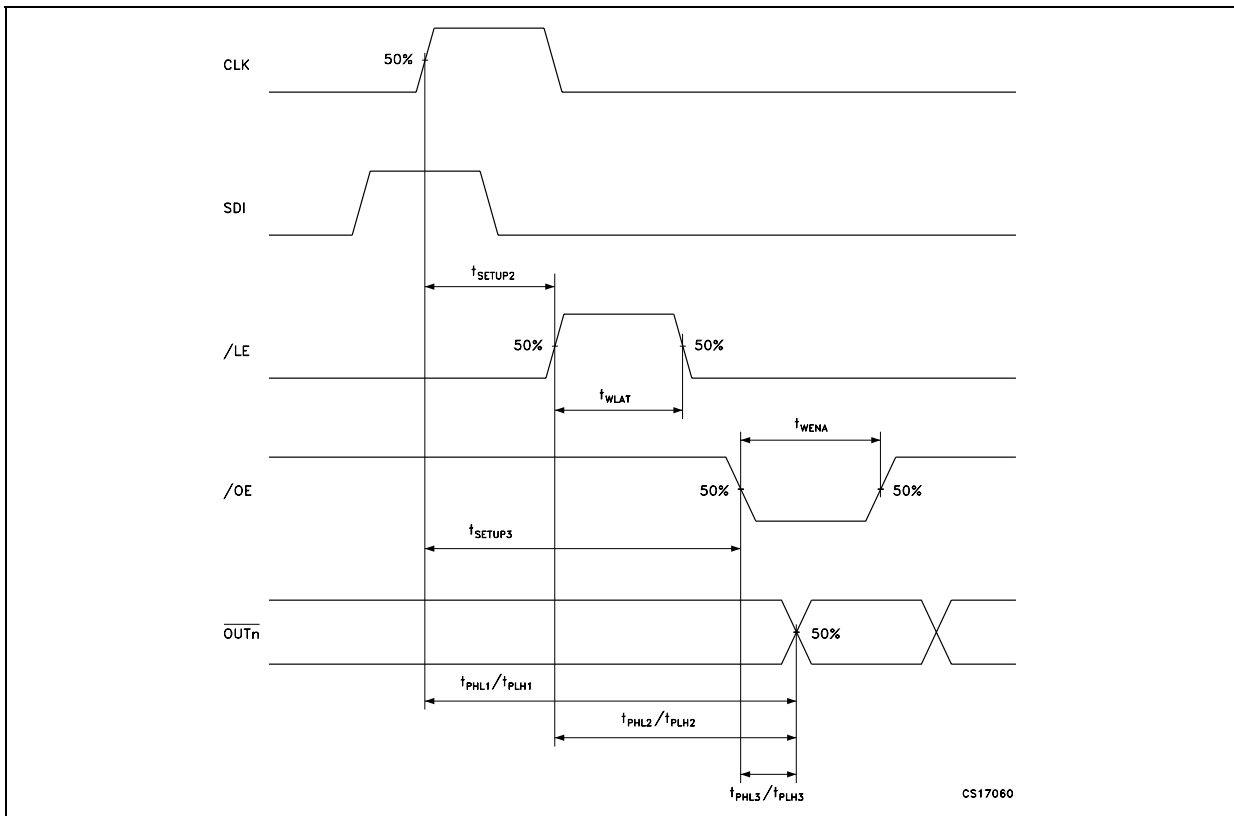 CLK
50%
SDI
tSETUP2
/LE
50%
50%
tWLAT
tWENA
/OE
50%
50%
tSETUP3
OUTn
50%
tPHL1/tPLH1
tPHL2/tPLH2
tPHL3/tPLH3
CS17060